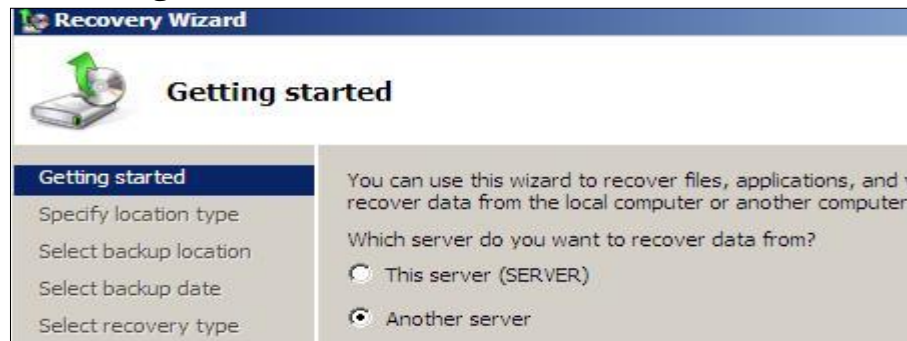 Recovery Wizard
Getting started
Getting started
Specify location type
Select backup location
Select backup date
Select recovery type
You can use this wizard to recover files, applications, and
recover data from the local computer or another computer
Which server do you want to recover data from?
This server (SERVER)
Another server